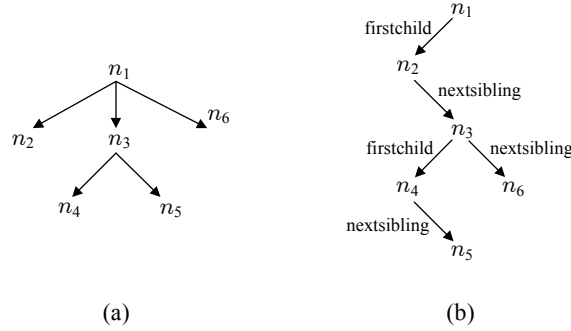 n₁
n₂ n₃ n₆
n₄ n₅
(a)
n₁
firstchild
n₂
nextsibling
n₃
firstchild nextsibling
n₄ n₆
nextsibling
n₅
(b)